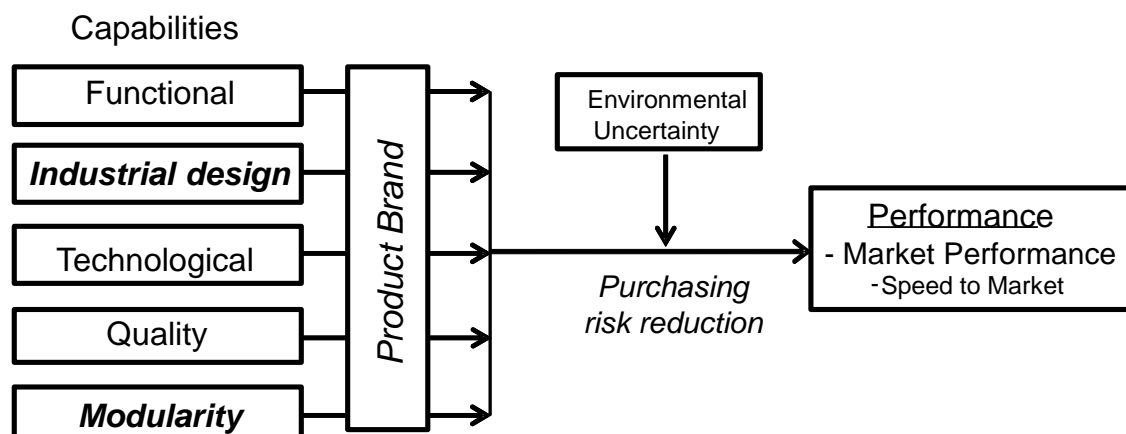 Capabilities
Functional
Industrial design
Technological
Quality
Modularity
Product Brand
Environmental
Uncertainty
Purchasing
risk reduction
Performance
- Market Performance
-Speed to Market